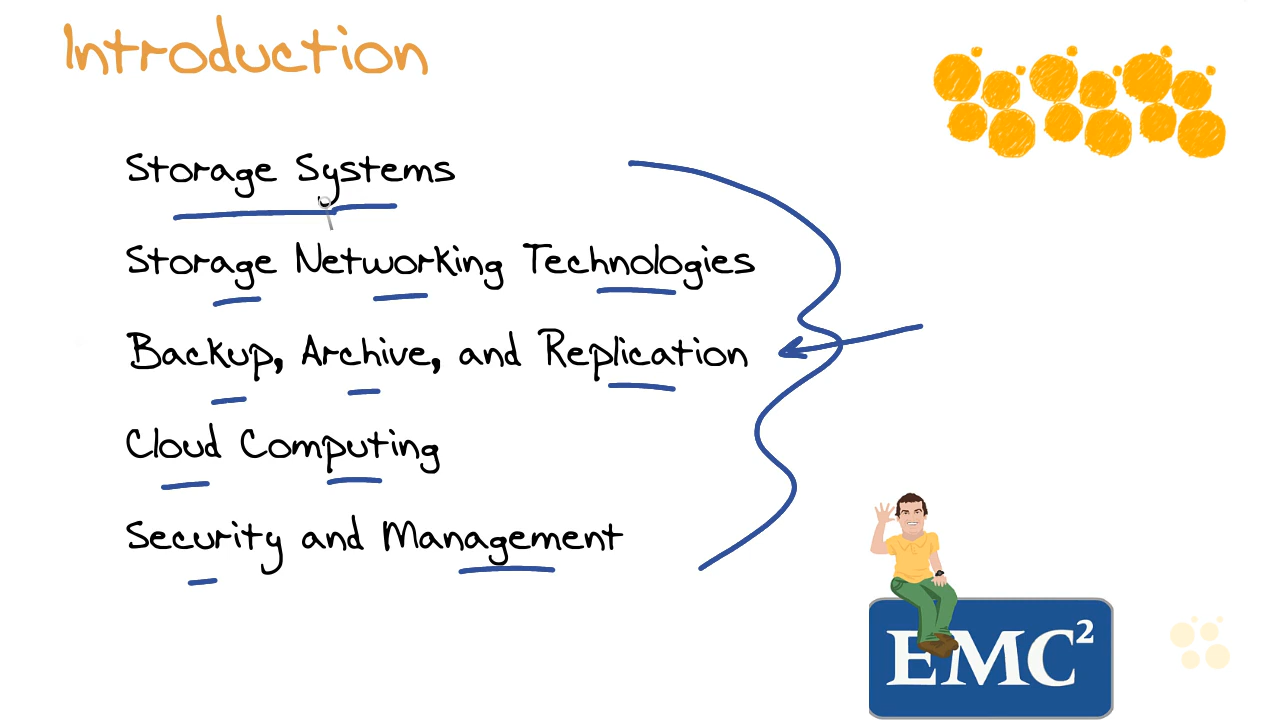 Introduction
Storage Systems
Storage Networking Technologies
Backup, Archive, and Replication
Cloud Computing
Security and Management
EMC²